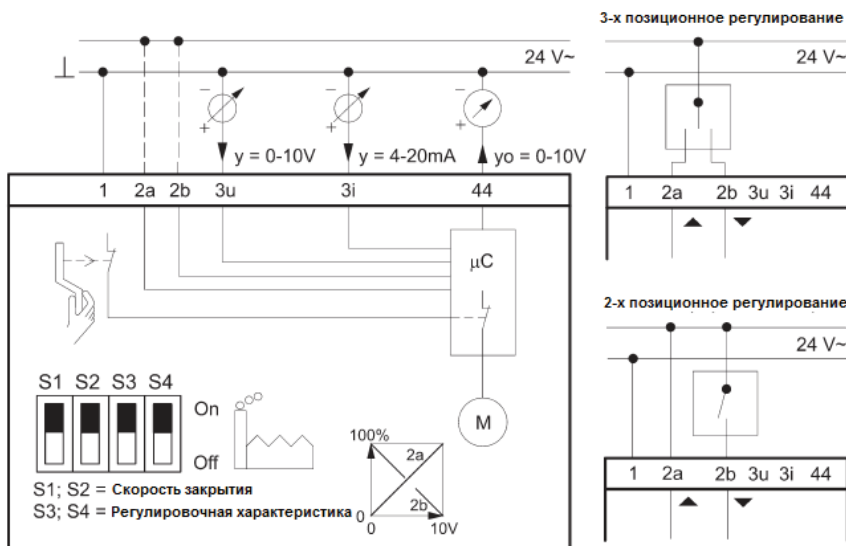 3-х позиционное регулирование
24 V~
24 V~
⊥
− − −
+ + +
y = 0-10V y = 4-20mA yo = 0-10V
1 2a 2b 3u 3i 44
1 2a 2b 3u 3i 44
µC
2-х позиционное регулирование
24 V~
S1 S2 S3 S4
On
Off
M
100%
2a
2b
0
0 10V
1 2a 2b 3u 3i 44
S1; S2 = Скорость закрытия
S3; S4 = Регулировочная характеристика